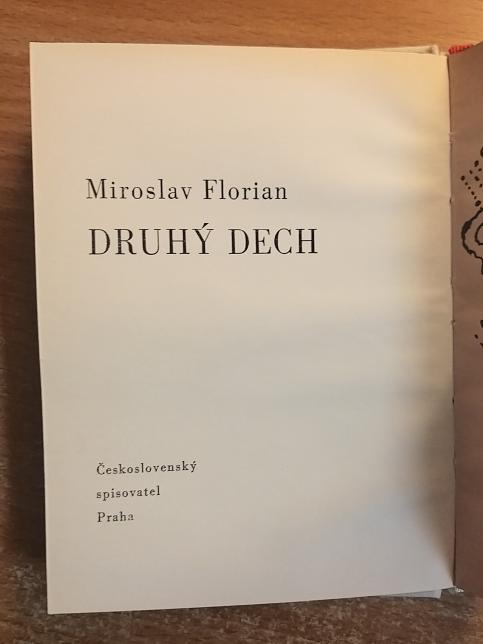 Miroslav Florian
DRUHÝ DECH
Československý
spisovatel
Praha